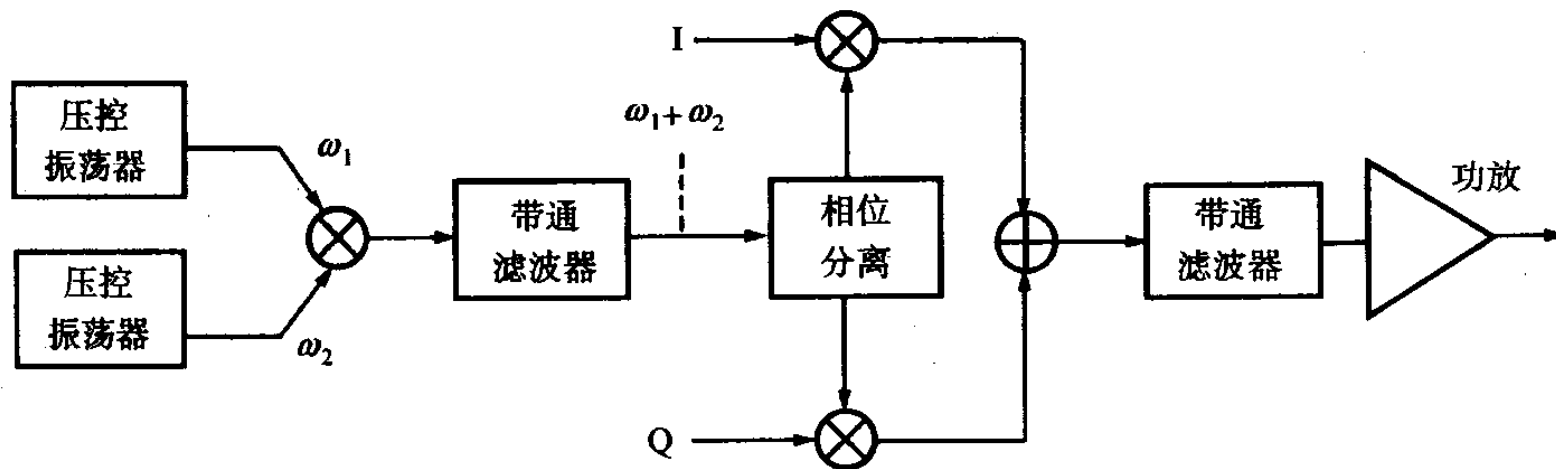 I
压控
振荡器
ω₁
ω₁+ω₂
带通
滤波器
相位
分离
带通
滤波器
功放
压控
振荡器
ω₂
Q